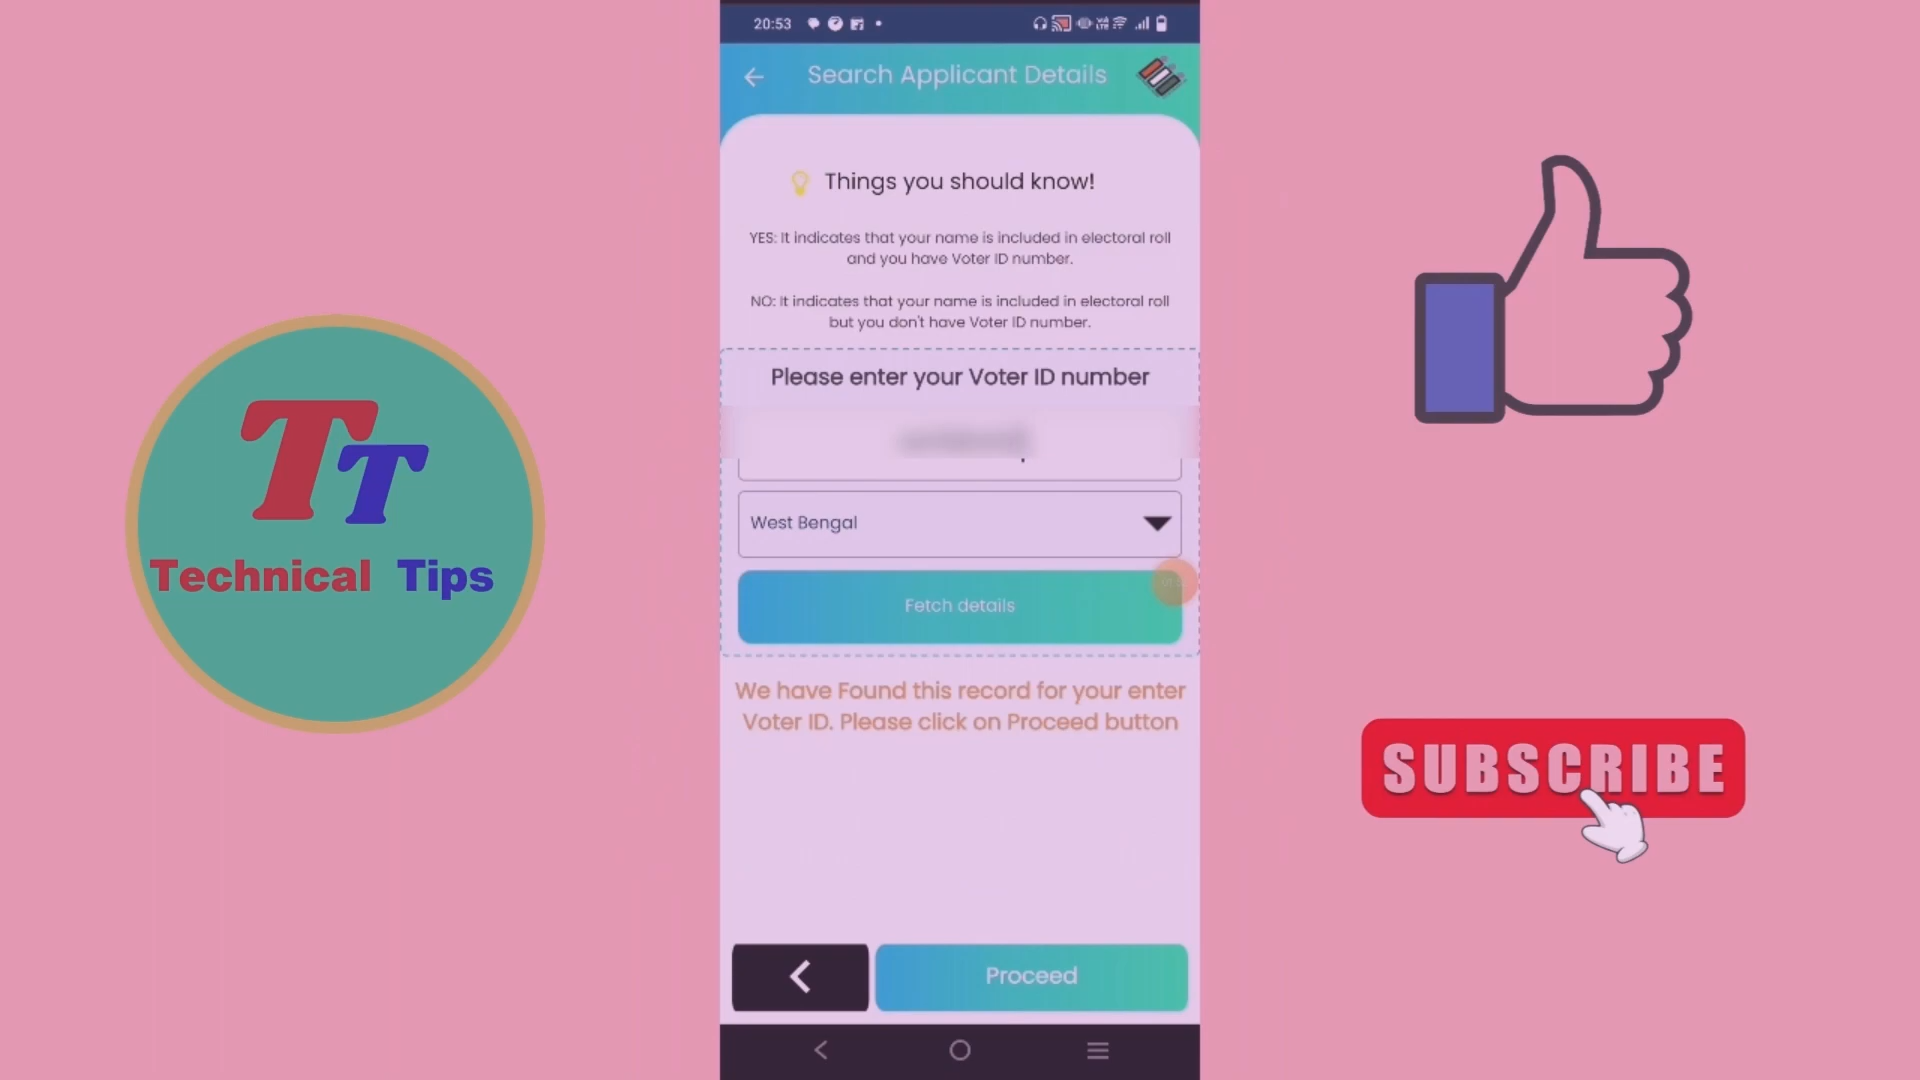 20:53
Search Applicant Details
Things you should know!
YES: It indicates that your name is included in electoral roll
and you have Voter ID number.
NO: It indicates that your name is included in electoral roll
but you don't have Voter ID number.
Please enter your Voter ID number
West Bengal
Fetch details
We have Found this record for your enter
Voter ID. Please click on Proceed button
Proceed
TT
Technical Tips
SUBSCRIBE